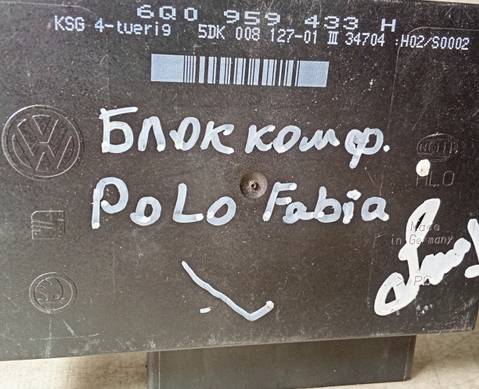 6Q0 959 433 H
KSG 4-tuerig 5DK 008 127-01 III 34704 :H02/S0002
Блок комф.
PoLo Fabia
Made
in Germany